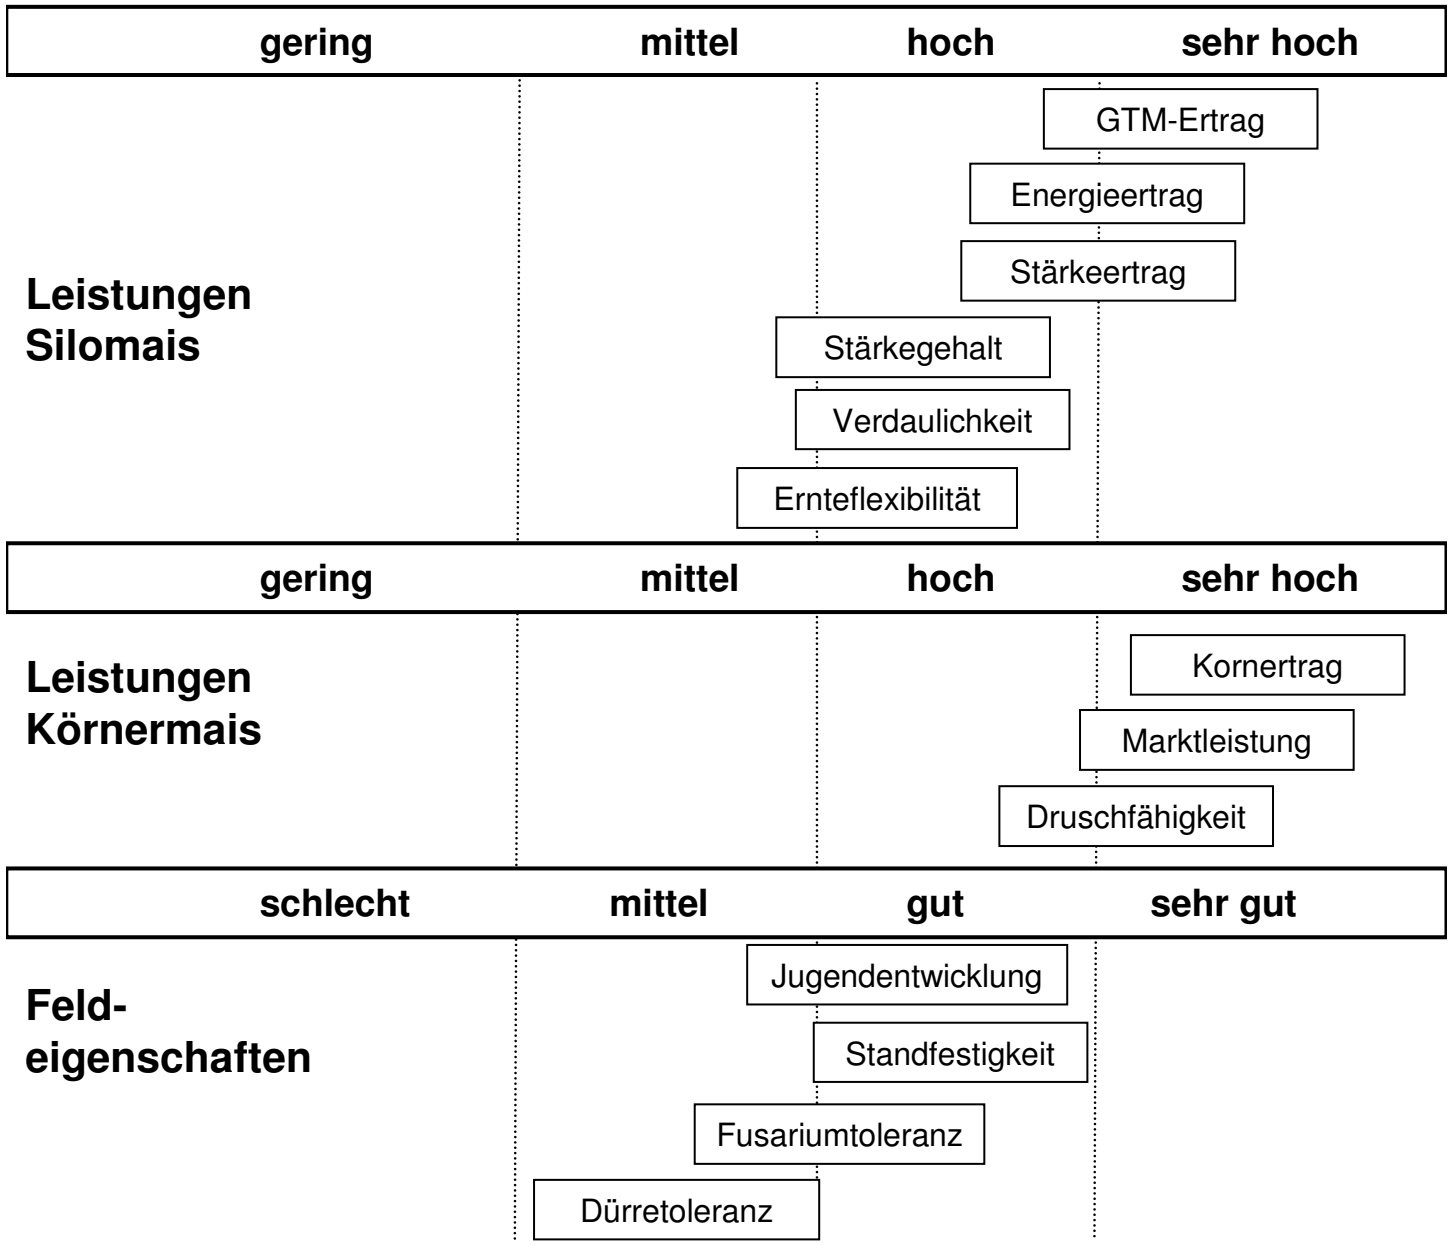 gering mittel hoch sehr hoch
GTM-Ertrag
Energieertrag
Stärkeertrag
Leistungen
Silomais
Stärkegehalt
Verdaulichkeit
Ernteflexibilität
gering mittel hoch sehr hoch
Leistungen
Körnermais
Kornertrag
Marktleistung
Druschfähigkeit
schlecht mittel gut sehr gut
Feld-
eigenschaften
Jugendentwicklung
Standfestigkeit
Fusariumtoleranz
Dürretoleranz